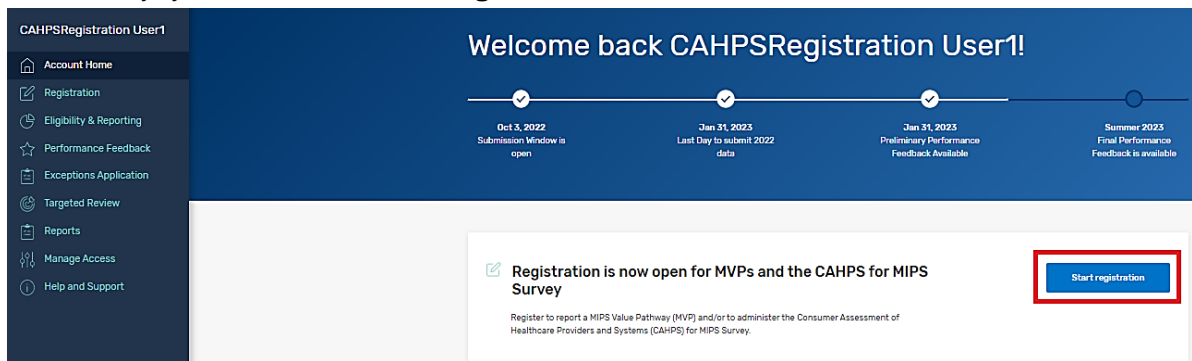 CAHPSRegistration User1
Account Home
Registration
Eligibility & Reporting
Performance Feedback
Exceptions Application
Targeted Review
Reports
Manage Access
Help and Support
Welcome back CAHPSRegistration User1!
Oct 3, 2022
Submission Window is
open
Jan 31, 2023
Last Day to submit 2022
data
Jan 31, 2023
Preliminary Performance
Feedback Available
Summer 2023
Final Performance
Feedback is available
Registration is now open for MVPs and the CAHPS for MIPS
Survey
Register to report a MIPS Value Pathway (MVP) and/or to administer the Consumer Assessment of
Healthcare Providers and Systems (CAHPS) for MIPS Survey.
Start registration